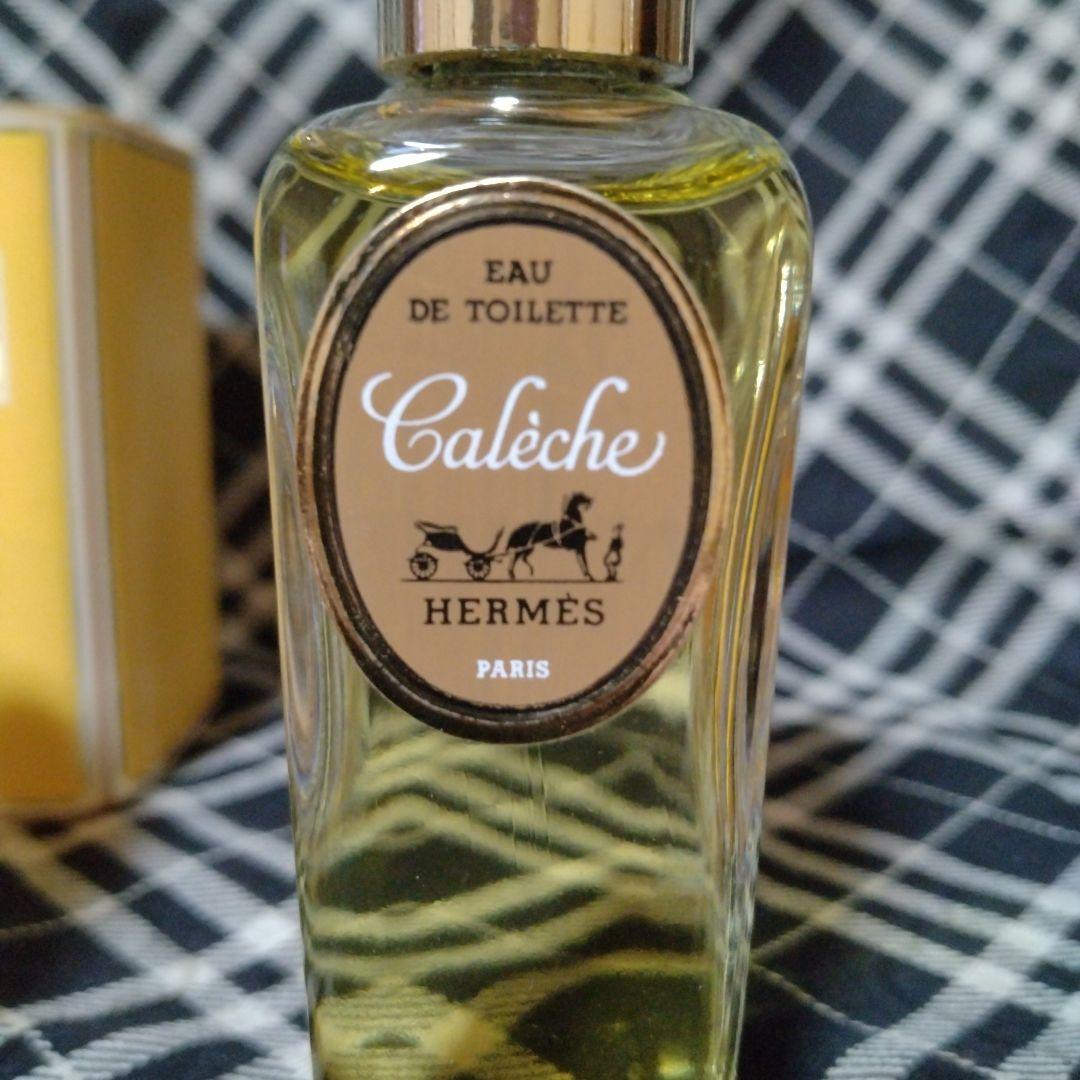 EAU
DE TOILETTE
Calèche
HERMÈS
PARIS